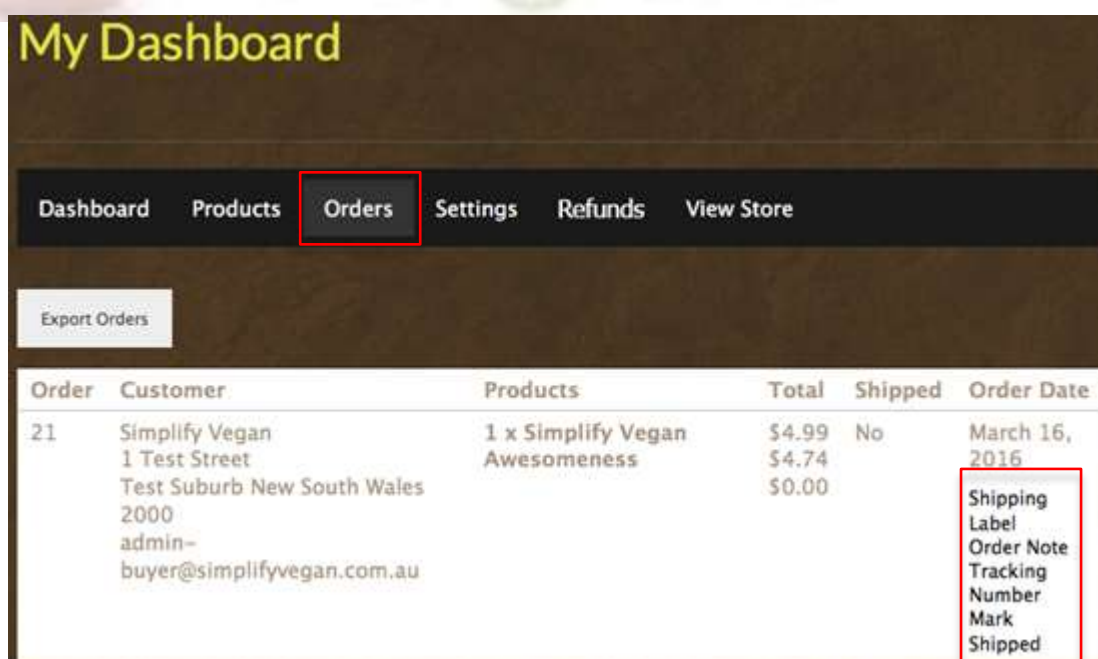 My Dashboard
Dashboard Products Orders Settings Refunds View Store
Export Orders
Order Customer Products Total Shipped Order Date
21 Simplify Vegan 1 x Simplify Vegan $4.99 No March 16,
1 Test Street Awesomeness $4.74 2016
Test Suburb New South Wales $0.00
2000
admin-
buyer@simplifyvegan.com.au
Shipping
Label
Order Note
Tracking
Number
Mark
Shipped